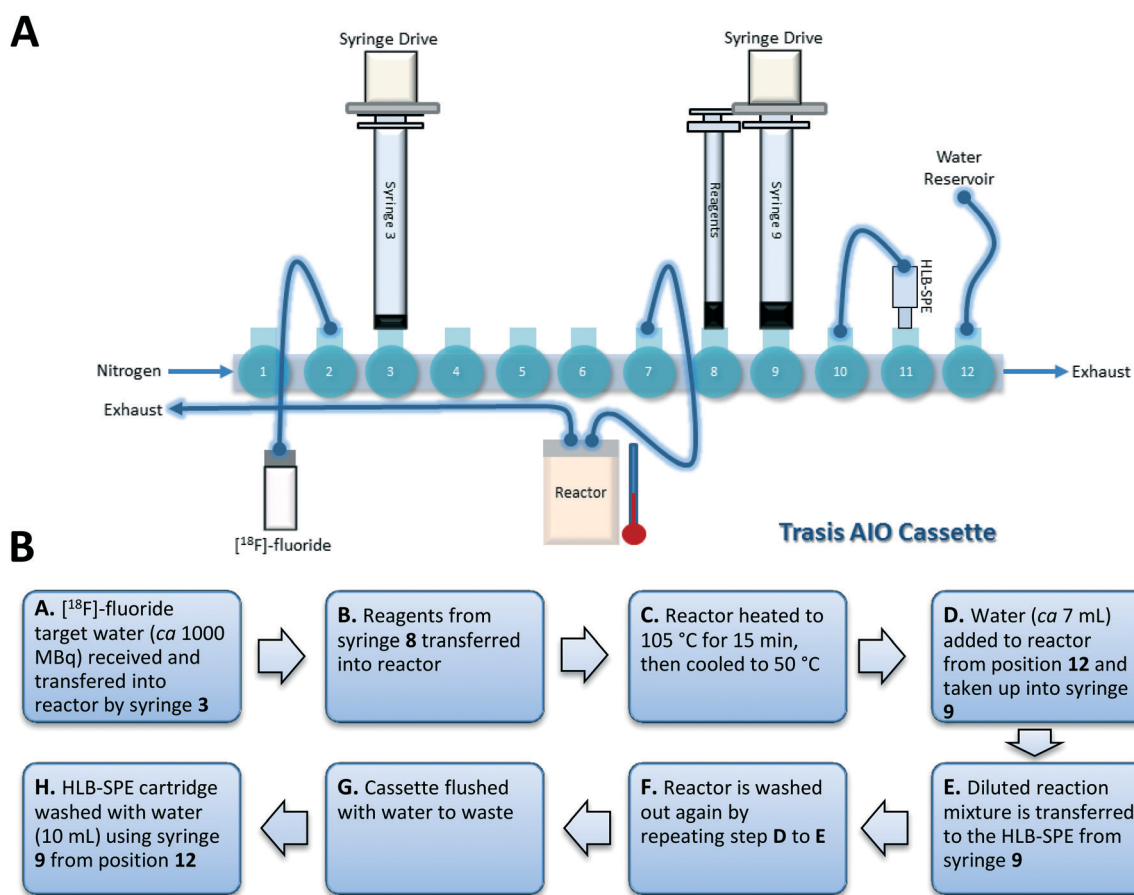 A
Syringe Drive
Syringe Drive
Syringe 3
Reagents
Syringe 9
Water
Reservoir
HLB-SPE
Nitrogen
1
2
3
4
5
6
7
8
9
10
11
12
Exhaust
Exhaust
Reactor
[¹⁸F]-fluoride
Trasis AIO Cassette
B
A. [¹⁸F]-fluoride
target water (ca 1000
MBq) received and
transfered into
reactor by syringe 3
B. Reagents from
syringe 8 transferred
into reactor
C. Reactor heated to
105 °C for 15 min,
then cooled to 50 °C
D. Water (ca 7 mL)
added to reactor
from position 12 and
taken up into syringe
9
E. Diluted reaction
mixture is transferred
to the HLB-SPE from
syringe 9
F. Reactor is washed
out again by
repeating step D to E
G. Cassette flushed
with water to waste
H. HLB-SPE cartridge
washed with water
(10 mL) using syringe
9 from position 12